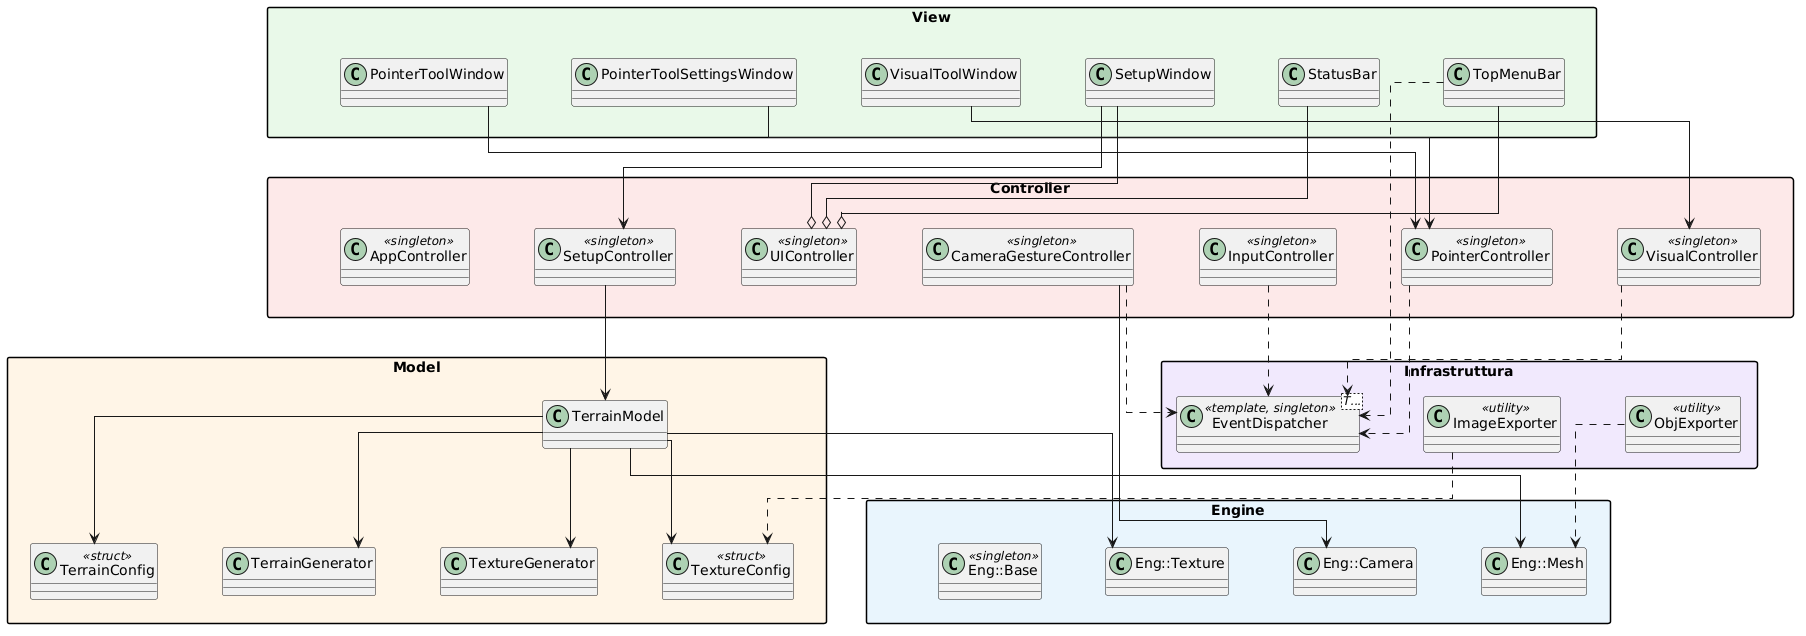 View
C PointerToolWindow
C PointerToolSettingsWindow
C VisualToolWindow
C SetupWindow
C StatusBar
C TopMenuBar
Controller
C «singleton»
AppController
C «singleton»
SetupController
C «singleton»
UIController
C «singleton»
CameraGestureController
C «singleton»
InputController
C «singleton»
PointerController
C «singleton»
VisualController
Model
C TerrainModel
C «struct»
TerrainConfig
C TerrainGenerator
C TextureGenerator
C «struct»
TextureConfig
Infrastruttura
C «template, singleton»
EventDispatcher
T...
C «utility»
ImageExporter
C «utility»
ObjExporter
Engine
C «singleton»
Eng::Base
C Eng::Texture
C Eng::Camera
C Eng::Mesh